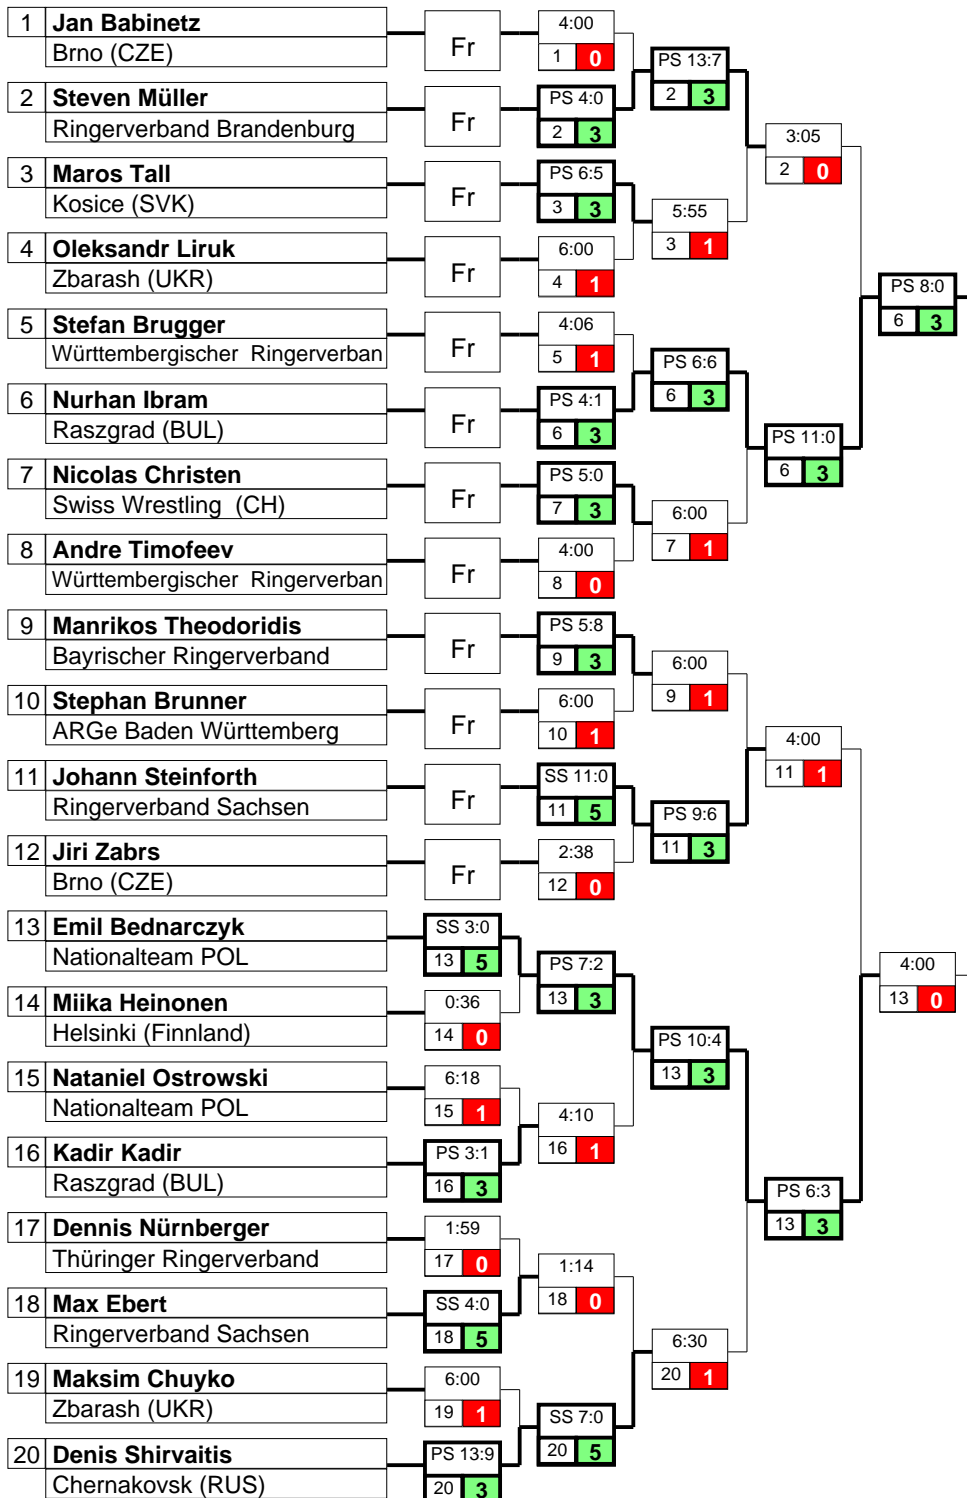 1 Jan Babinetz
Brno (CZE)
Fr
4:00
1 0
PS 13:7
2 3
2 Steven Müller
Ringerverband Brandenburg
Fr
PS 4:0
2 3
3:05
2 0
3 Maros Tall
Kosice (SVK)
Fr
PS 6:5
3 3
5:55
3 1
4 Oleksandr Liruk
Zbarash (UKR)
Fr
6:00
4 1
PS 8:0
6 3
5 Stefan Brugger
Württembergischer Ringerverban
Fr
4:06
5 1
PS 6:6
6 3
6 Nurhan Ibram
Raszgrad (BUL)
Fr
PS 4:1
6 3
PS 11:0
6 3
7 Nicolas Christen
Swiss Wrestling (CH)
Fr
PS 5:0
7 3
6:00
7 1
8 Andre Timofeev
Württembergischer Ringerverban
Fr
4:00
8 0
9 Manrikos Theodoridis
Bayrischer Ringerverband
Fr
PS 5:8
9 3
6:00
9 1
10 Stephan Brunner
ARGe Baden Württemberg
Fr
6:00
10 1
4:00
11 1
11 Johann Steinforth
Ringerverband Sachsen
Fr
SS 11:0
11 5
PS 9:6
11 3
12 Jiri Zabrs
Brno (CZE)
Fr
2:38
12 0
13 Emil Bednarczyk
Nationalteam POL
SS 3:0
13 5
PS 7:2
13 3
4:00
13 0
14 Miika Heinonen
Helsinki (Finnland)
0:36
14 0
PS 10:4
13 3
15 Nataniel Ostrowski
Nationalteam POL
6:18
15 1
4:10
16 1
16 Kadir Kadir
Raszgrad (BUL)
PS 3:1
16 3
PS 6:3
13 3
17 Dennis Nürnberger
Thüringer Ringerverband
1:59
17 0
1:14
18 0
18 Max Ebert
Ringerverband Sachsen
SS 4:0
18 5
6:30
20 1
19 Maksim Chuyko
Zbarash (UKR)
6:00
19 1
SS 7:0
20 5
20 Denis Shirvaitis
Chernakovsk (RUS)
PS 13:9
20 3